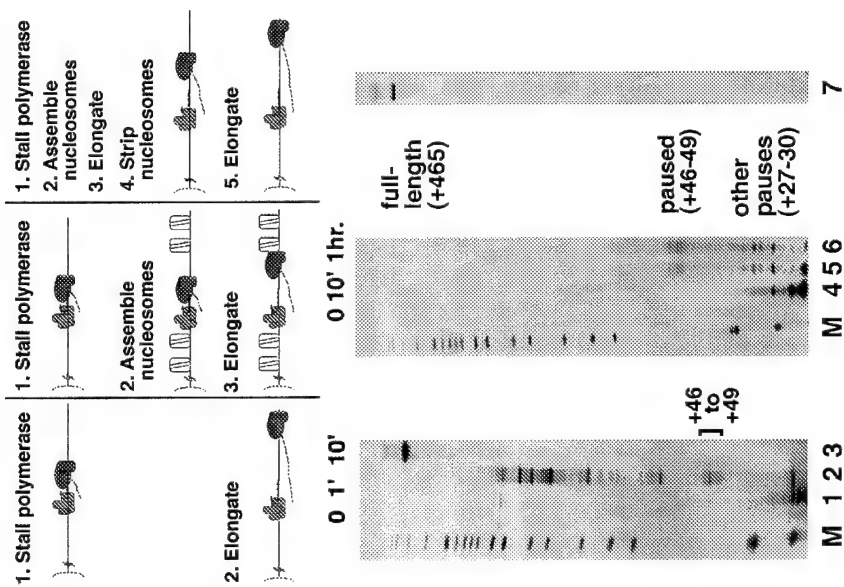 1. Stall polymerase
2. Elongate
1. Stall polymerase
2. Assemble
nucleosomes
3. Elongate
1. Stall polymerase
2. Assemble
nucleosomes
3. Elongate
4. Strip
nucleosomes
5. Elongate
0 1' 10'
+46
to
+49
M 1 2 3
0 10' 1hr.
M 4 5 6
full-
length
(+465)
paused
(+46-49)
other
pauses
(+27-30)
7